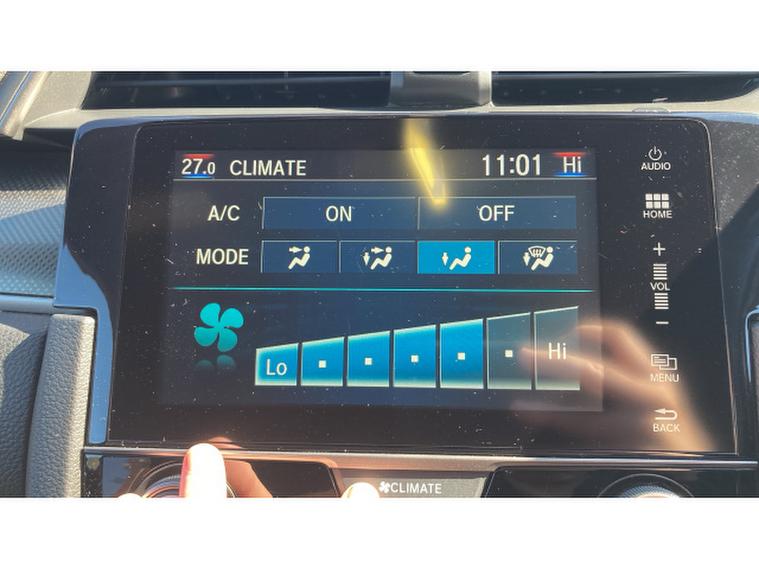 27.0 CLIMATE 11:01 Hi
A/C ON OFF
MODE
Lo Hi
AUDIO
HOME
+
VOL
−
MENU
BACK
CLIMATE